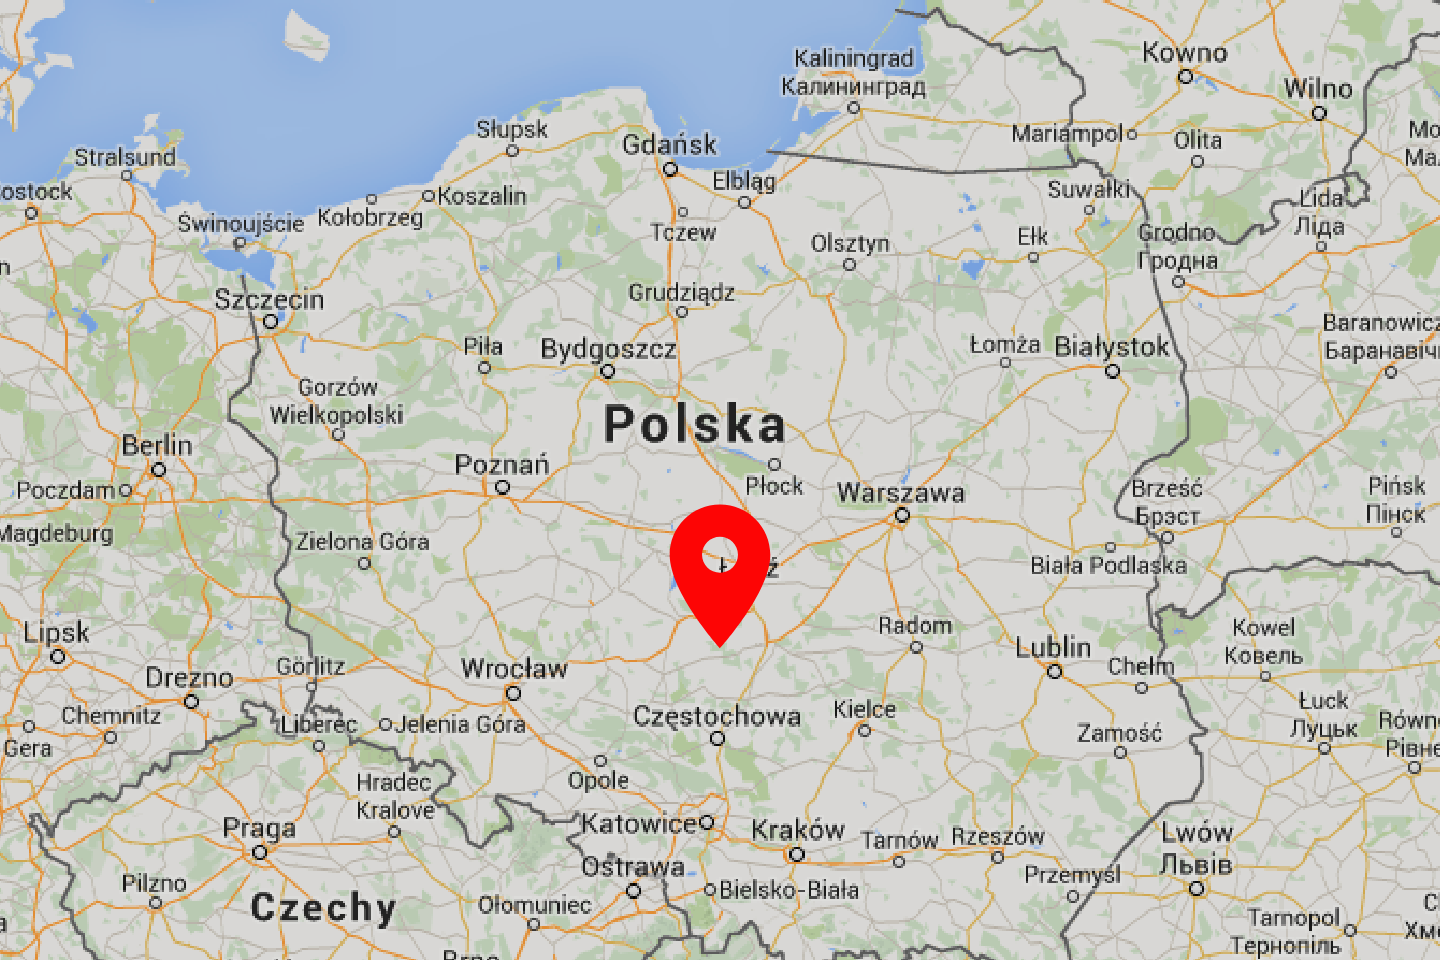 Kaliningrad
Калининград
Kowno
Wilno
Mariampol
Olita
Słupsk
Gdańsk
Stralsund
Elbląg
Koszalin
Suwałki
Lida
Ліда
ostock
Świnoujście
Kołobrzeg
Tczew
Olsztyn
Ełk
Grodno
Гродна
Szczecin
Grudziądz
Baranowicz
Баранавіч
Piła
Bydgoszcz
Łomża
Białystok
Gorzów
Wielkopolski
Polska
Berlin
Poznań
Płock
Warszawa
Poczdam
Brześć
Брэст
Pińsk
Пінск
Magdeburg
Zielona Góra
Biała Podlaska
Lipsk
Radom
Kowel
Ковель
Lublin
Chełm
Drezno
Görlitz
Wrocław
Chemnitz
Gera
Liberec
Jelenia Góra
Częstochowa
Kielce
Zamość
Łuck
Луцьк
Równe
Рівне
Hradec
Kralove
Opole
Praga
Katowice
Kraków
Tarnów
Rzeszów
Lwów
Львів
Ostrawa
Przemyśl
Pilzno
Bielsko-Biała
Czechy
Ołomuniec
Tarnopol
Тернопіль